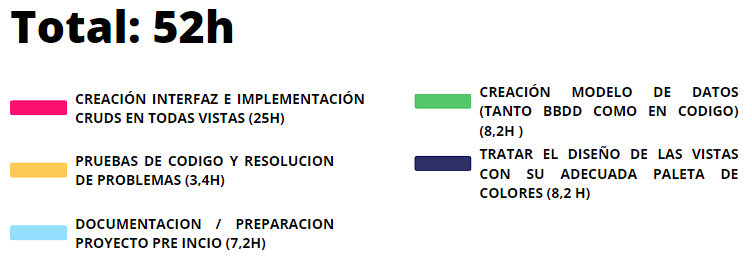 Total: 52h
CREACIÓN INTERFAZ E IMPLEMENTACIÓN
CRUDS EN TODAS VISTAS (25H)
PRUEBAS DE CODIGO Y RESOLUCION
DE PROBLEMAS (3,4H)
DOCUMENTACION / PREPARACION
PROYECTO PRE INCIO (7,2H)
CREACIÓN MODELO DE DATOS
(TANTO BBDD COMO EN CODIGO)
(8,2H )
TRATAR EL DISEÑO DE LAS VISTAS
CON SU ADECUADA PALETA DE
COLORES (8,2 H)